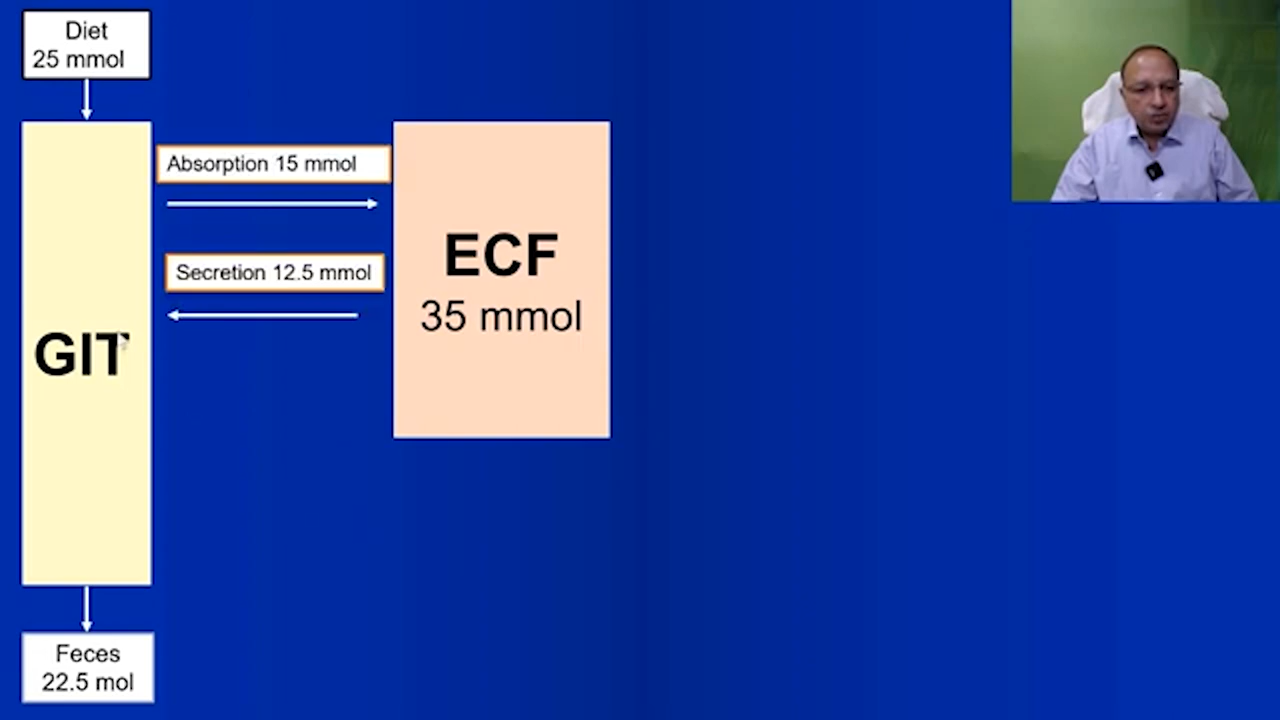 Diet
25 mmol
Absorption 15 mmol
Secretion 12.5 mmol
ECF
35 mmol
GIT
Feces
22.5 mol